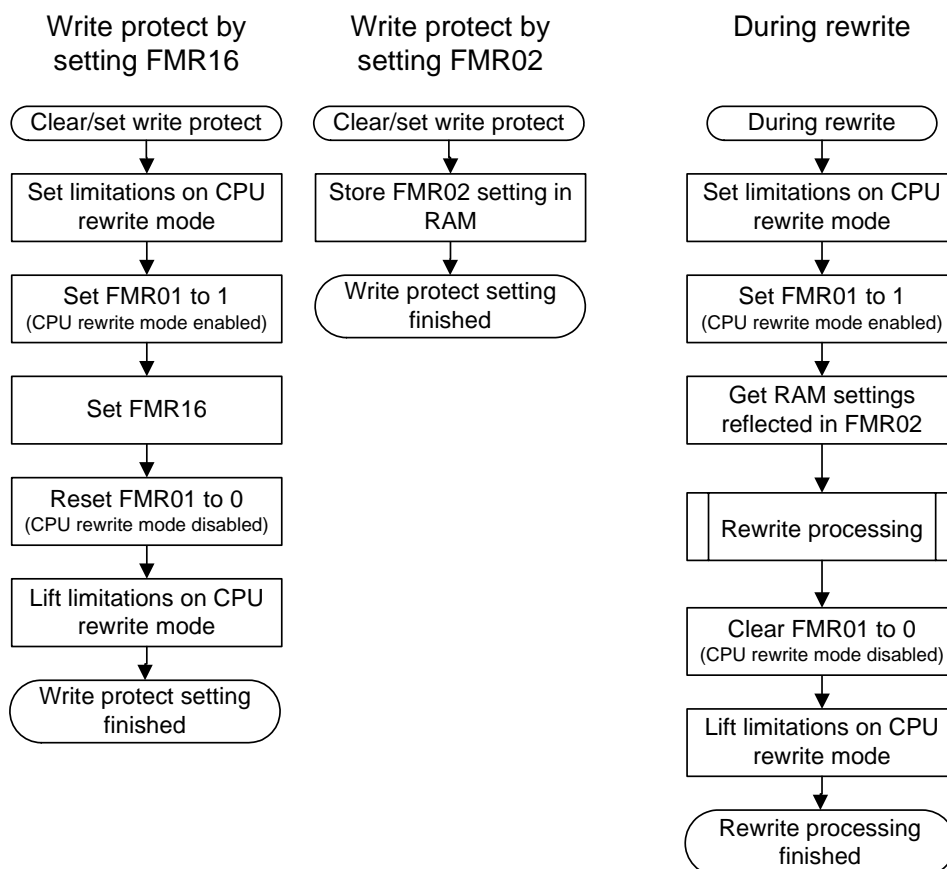 Write protect by
setting FMR16
Clear/set write protect
Set limitations on CPU
rewrite mode
Set FMR01 to 1
(CPU rewrite mode enabled)
Set FMR16
Reset FMR01 to 0
(CPU rewrite mode disabled)
Lift limitations on CPU
rewrite mode
Write protect setting
finished
Write protect by
setting FMR02
Clear/set write protect
Store FMR02 setting in
RAM
Write protect setting
finished
During rewrite
During rewrite
Set limitations on CPU
rewrite mode
Set FMR01 to 1
(CPU rewrite mode enabled)
Get RAM settings
reflected in FMR02
Rewrite processing
Clear FMR01 to 0
(CPU rewrite mode disabled)
Lift limitations on CPU
rewrite mode
Rewrite processing
finished